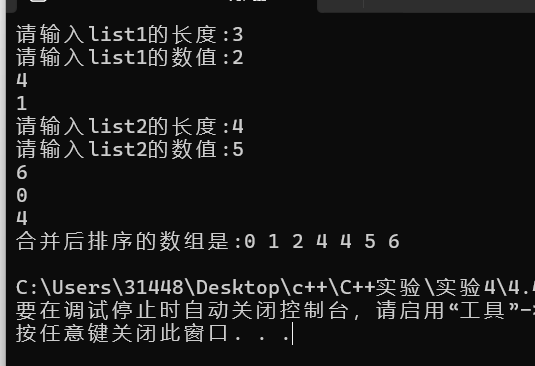 请输入list1的长度:3
请输入list1的数值:2
4
1
请输入list2的长度:4
请输入list2的数值:5
6
0
4
合并后排序的数组是:0 1 2 4 4 5 6
C:\Users\31448\Desktop\c++\C++实验\实验4\4.4
要在调试停止时自动关闭控制台，请启用“工具”->
按任意键关闭此窗口. . .